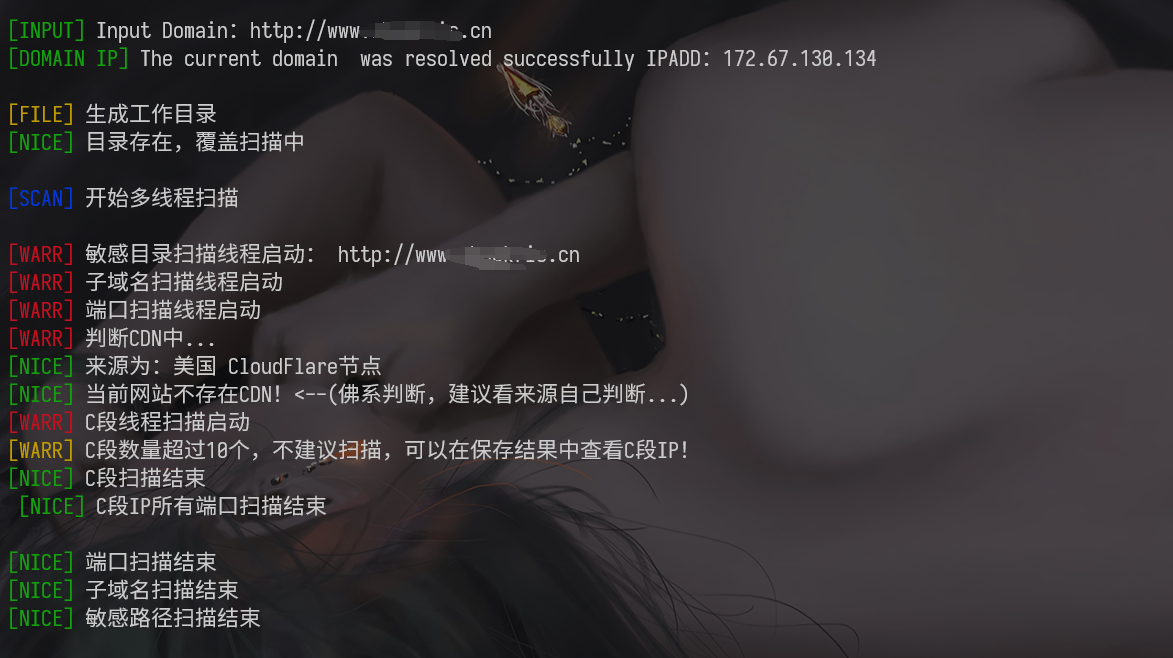 [INPUT] Input Domain: http://www. .cn
[DOMAIN IP] The current domain  was resolved successfully IPADD: 172.67.130.134
[FILE] 生成工作目录
[NICE] 目录存在，覆盖扫描中
[SCAN] 开始多线程扫描
[WARR] 敏感目录扫描线程启动： http://www .cn
[WARR] 子域名扫描线程启动
[WARR] 端口扫描线程启动
[WARR] 判断CDN中...
[NICE] 来源为：美国 CloudFlare节点
[NICE] 当前网站不存在CDN! <--(佛系判断，建议看来源自己判断...)
[WARR] C段线程扫描启动
[WARR] C段数量超过10个，不建议扫描，可以在保存结果中查看C段IP!
[NICE] C段扫描结束
[NICE] C段IP所有端口扫描结束
[NICE] 端口扫描结束
[NICE] 子域名扫描结束
[NICE] 敏感路径扫描结束